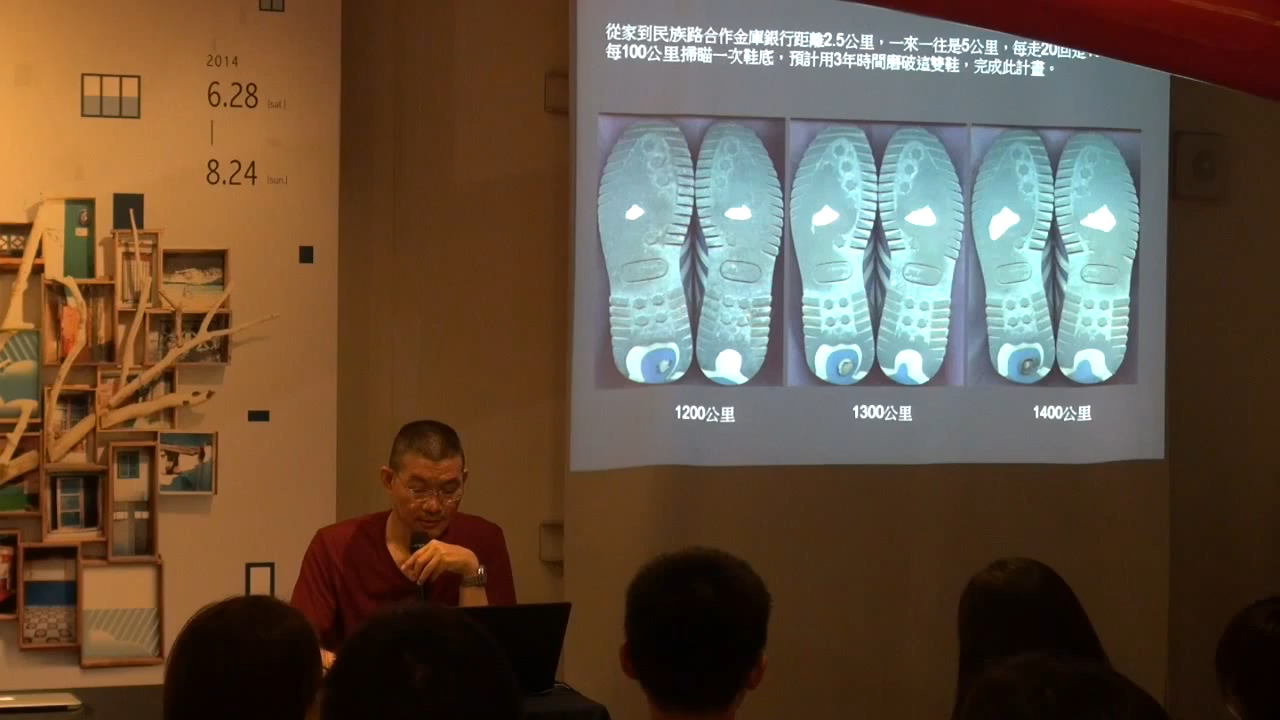 2014
6.28 [sat.]
8.24 [sun.]
從家到民族路合作金庫銀行距離2.5公里，一來一往是5公里，每走20回是
每100公里掃瞄一次鞋底，預計用3年時間磨破這雙鞋，完成此計畫。
1200公里
1300公里
1400公里